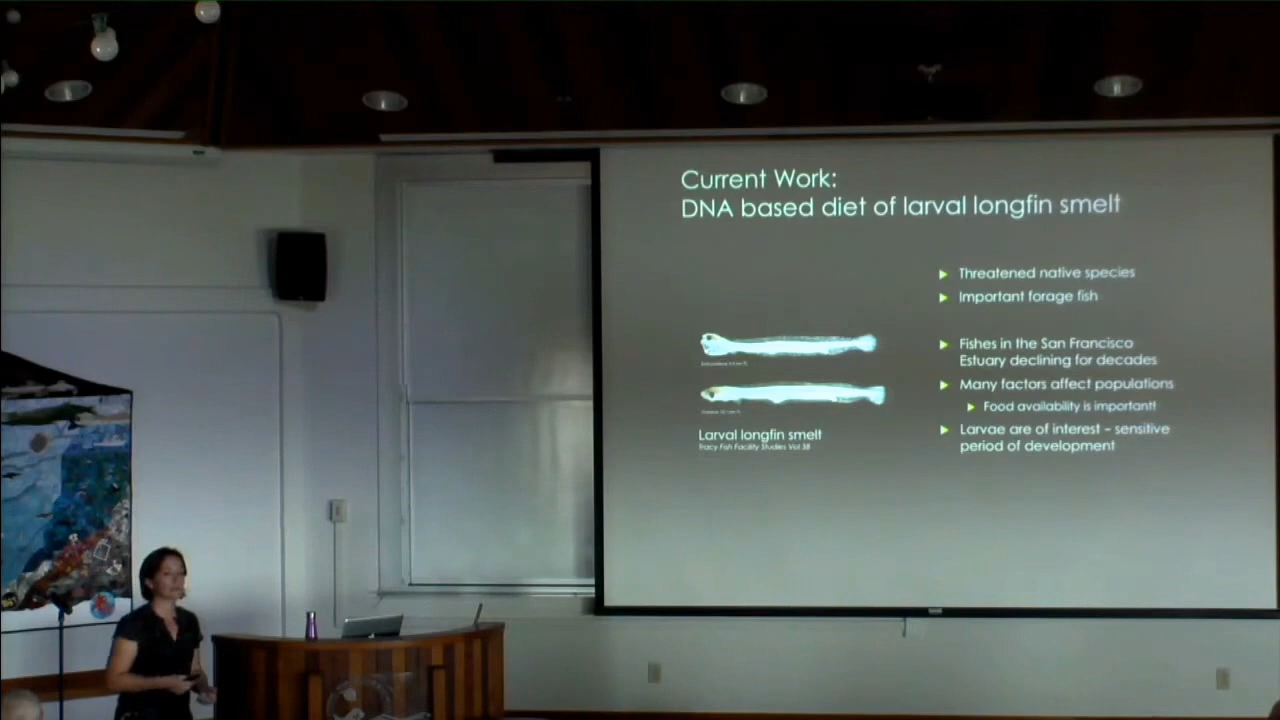 Current Work:
DNA based diet of larval longfin smelt
Threatened native species
Important forage fish
Fishes in the San Francisco
Estuary declining for decades
Many factors affect populations
Food availability is important!
Larvae are of interest – sensitive
period of development
Larval longfin smelt
Tracy Fish Facility Studies Vol 38